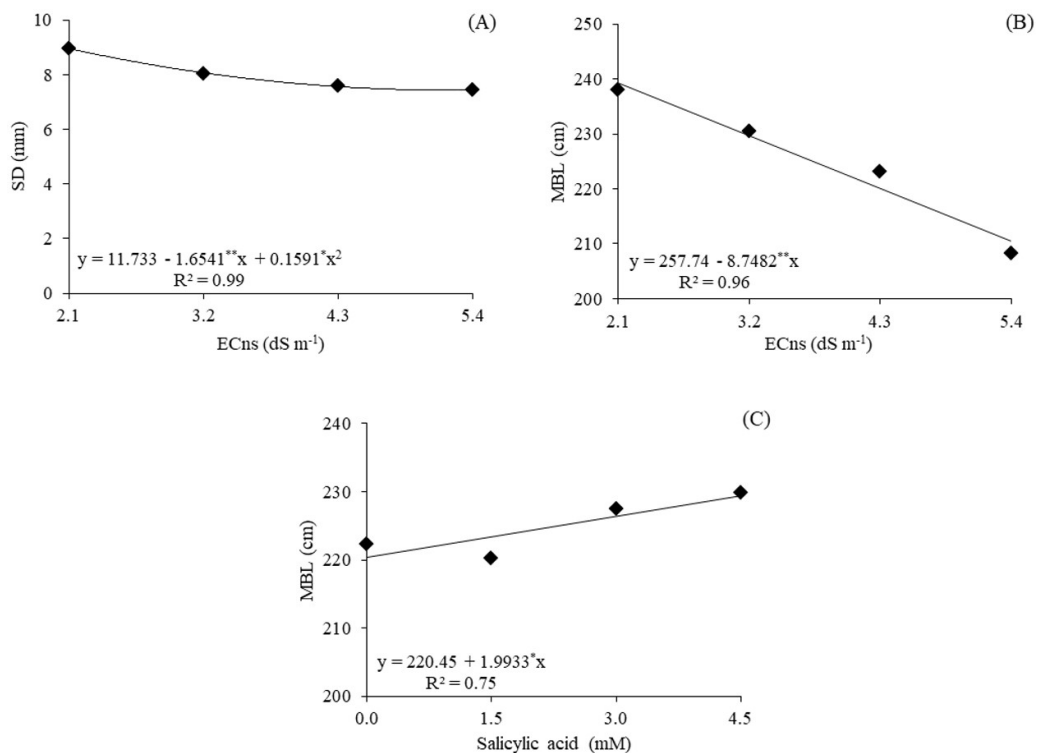 (A)
10
8
6
4
2
0
SD (mm)
y = 11.733 - 1.6541**x + 0.1591*x²
R² = 0.99
2.1 3.2 4.3 5.4
ECns (dS m⁻¹)
(B)
250
240
230
220
210
200
MBL (cm)
y = 257.74 - 8.7482**x
R² = 0.96
2.1 3.2 4.3 5.4
ECns (dS m⁻¹)
(C)
240
230
220
210
200
MBL (cm)
y = 220.45 + 1.9933*x
R² = 0.75
0.0 1.5 3.0 4.5
Salicylic acid (mM)